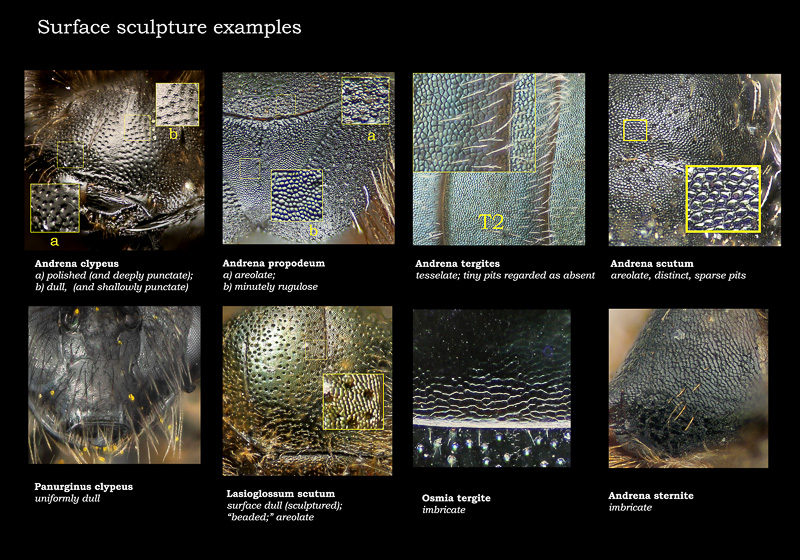 Surface sculpture examples
b
a
a
b
T2
Andrena clypeus
a) polished (and deeply punctate);
b) dull, (and shallowly punctate)
Andrena propodeum
a) areolate;
b) minutely rugulose
Andrena tergites
tesselate; tiny pits regarded as absent
Andrena scutum
areolate, distinct, sparse pits
Panurginus clypeus
uniformly dull
Lasioglossum scutum
surface dull (sculptured);
“beaded;” areolate
Osmia tergite
imbricate
Andrena sternite
imbricate